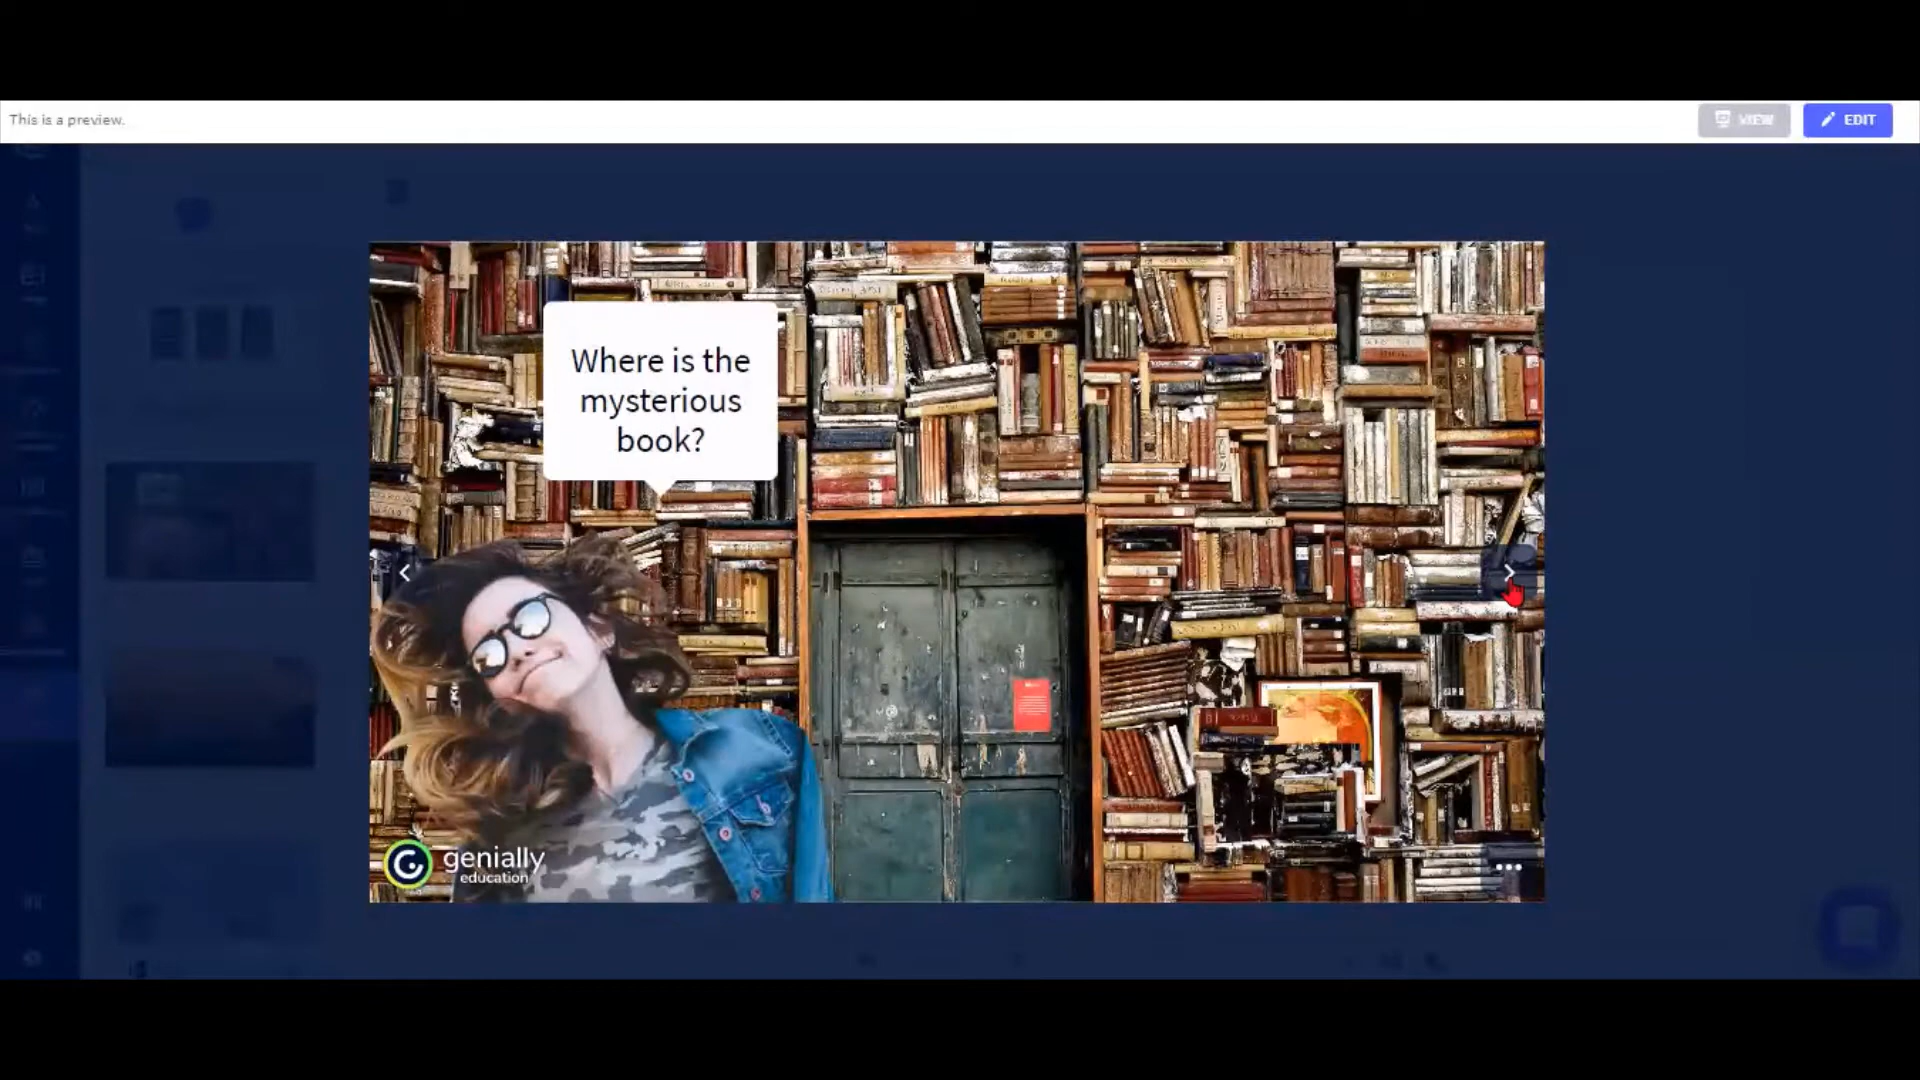 This is a preview.
VIEW
EDIT
Where is the
mysterious
book?
genially
education